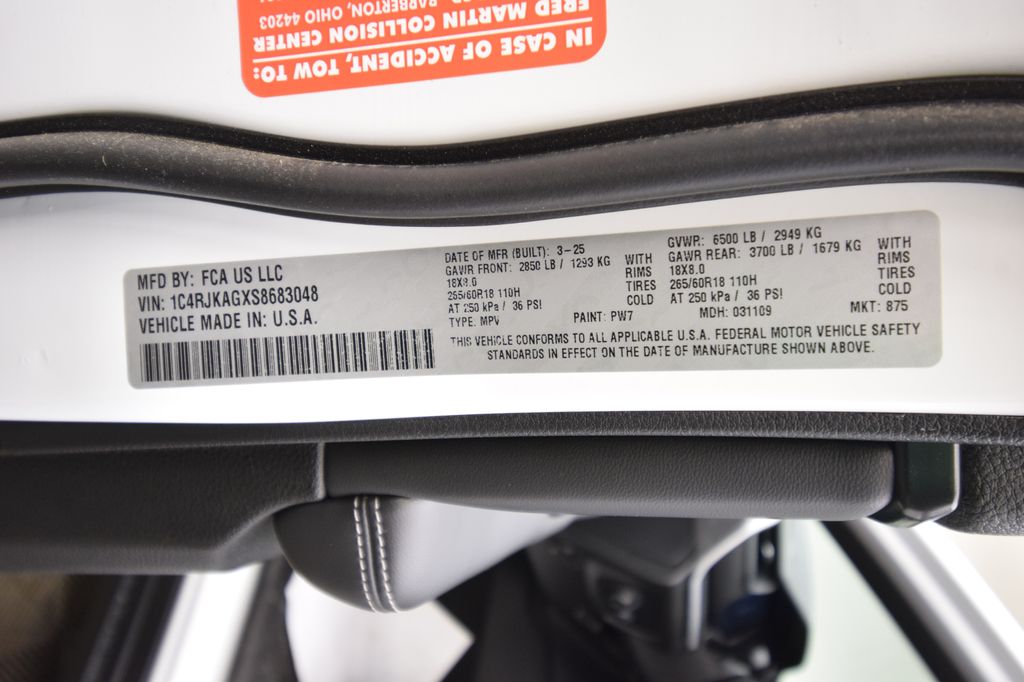 IN CASE OF ACCIDENT, TOW TO:
FRED MARTIN COLLISION CENTER
BARBERTON, OHIO 44203
MFD BY: FCA US LLC
VIN: 1C4RJKAGXS8683048
VEHICLE MADE IN: U.S.A.
DATE OF MFR (BUILT): 3-25
GAWR FRONT: 2850 LB / 1293 KG WITH
18X8.0 RIMS
265/60R18 110H TIRES
AT 250 kPa / 36 PSI COLD
TYPE: MPV PAINT: PW7
GVWR: 6500 LB / 2949 KG
GAWR REAR: 3700 LB / 1679 KG WITH
18X8.0 RIMS
265/60R18 110H TIRES
AT 250 kPa / 36 PSI COLD
MDH: 031109 MKT: 875
THIS VEHICLE CONFORMS TO ALL APPLICABLE U.S.A. FEDERAL MOTOR VEHICLE SAFETY
STANDARDS IN EFFECT ON THE DATE OF MANUFACTURE SHOWN ABOVE.